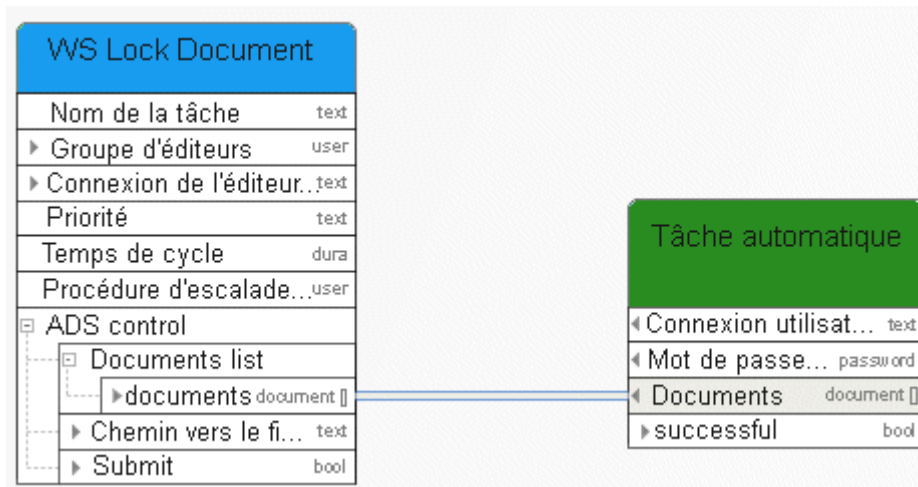 WS Lock Document
Nom de la tâche text
Groupe d'éditeurs user
Connexion de l'éditeur... text
Priorité text
Temps de cycle dura
Procédure d'escalade... user
ADS control
Documents list
documents document []
Chemin vers le fi... text
Submit bool
Tâche automatique
Connexion utilisat... text
Mot de passe... password
Documents document []
successful bool